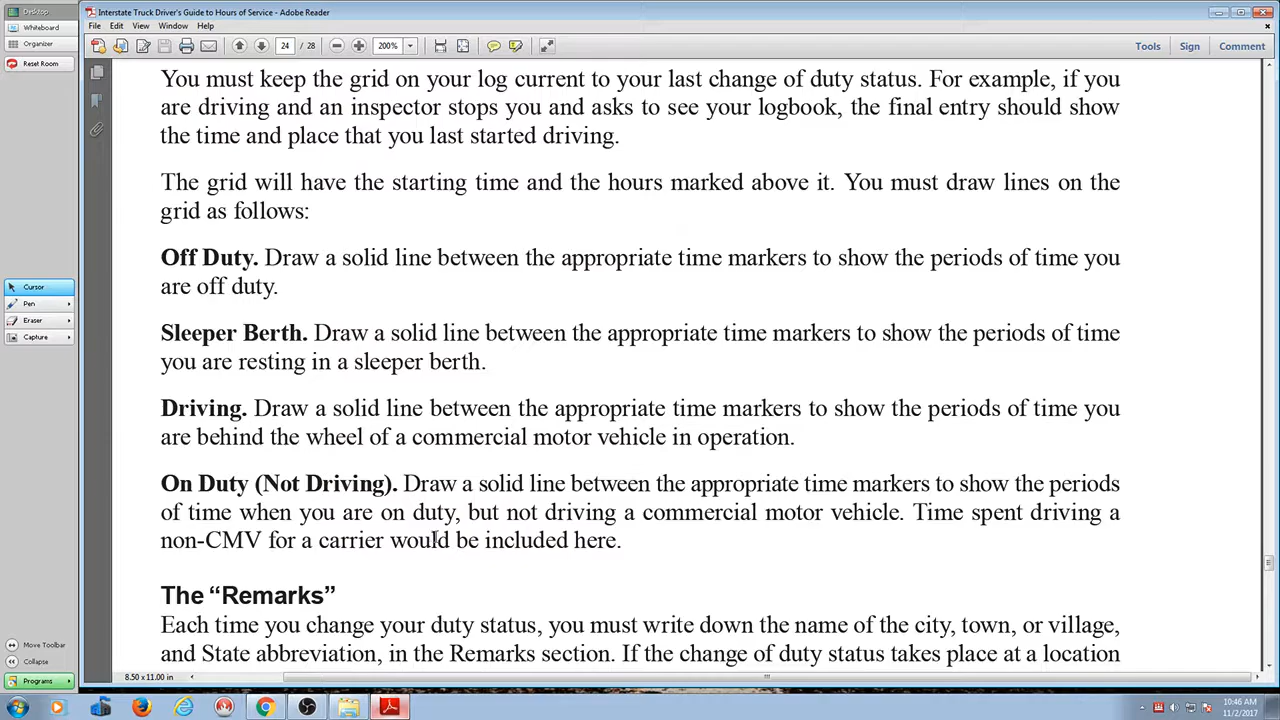 Desktop
Interstate Truck Driver's Guide to Hours of Service - Adobe Reader
Whiteboard
File Edit View Window Help
Organizer
24 / 28 200% Tools Sign Comment
Reset Room
You must keep the grid on your log current to your last change of duty status. For example, if you
are driving and an inspector stops you and asks to see your logbook, the final entry should show
the time and place that you last started driving.
The grid will have the starting time and the hours marked above it. You must draw lines on the
grid as follows:
Off Duty. Draw a solid line between the appropriate time markers to show the periods of time you
are off duty.
Cursor
Pen
Eraser
Capture
Sleeper Berth. Draw a solid line between the appropriate time markers to show the periods of time
you are resting in a sleeper berth.
Driving. Draw a solid line between the appropriate time markers to show the periods of time you
are behind the wheel of a commercial motor vehicle in operation.
On Duty (Not Driving). Draw a solid line between the appropriate time markers to show the periods
of time when you are on duty, but not driving a commercial motor vehicle. Time spent driving a
non-CMV for a carrier would be included here.
The “Remarks”
Each time you change your duty status, you must write down the name of the city, town, or village,
and State abbreviation, in the Remarks section. If the change of duty status takes place at a location
Move Toolbar
Collapse
Programs
8.50 x 11.00 in
10:46 AM
11/2/2017